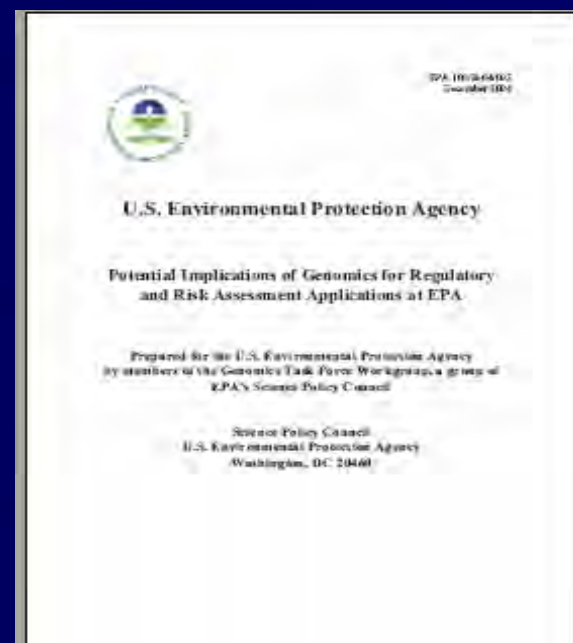 U.S. Environmental Protection Agency
Potential Implications of Genomics for Regulatory
and Risk Assessment Applications at EPA
Prepared for the U.S. Environmental Protection Agency
by members of the Genomics Task Force Workgroup, a group of
EPA's Science Policy Council
Science Policy Council
U.S. Environmental Protection Agency
Washington, DC 20460